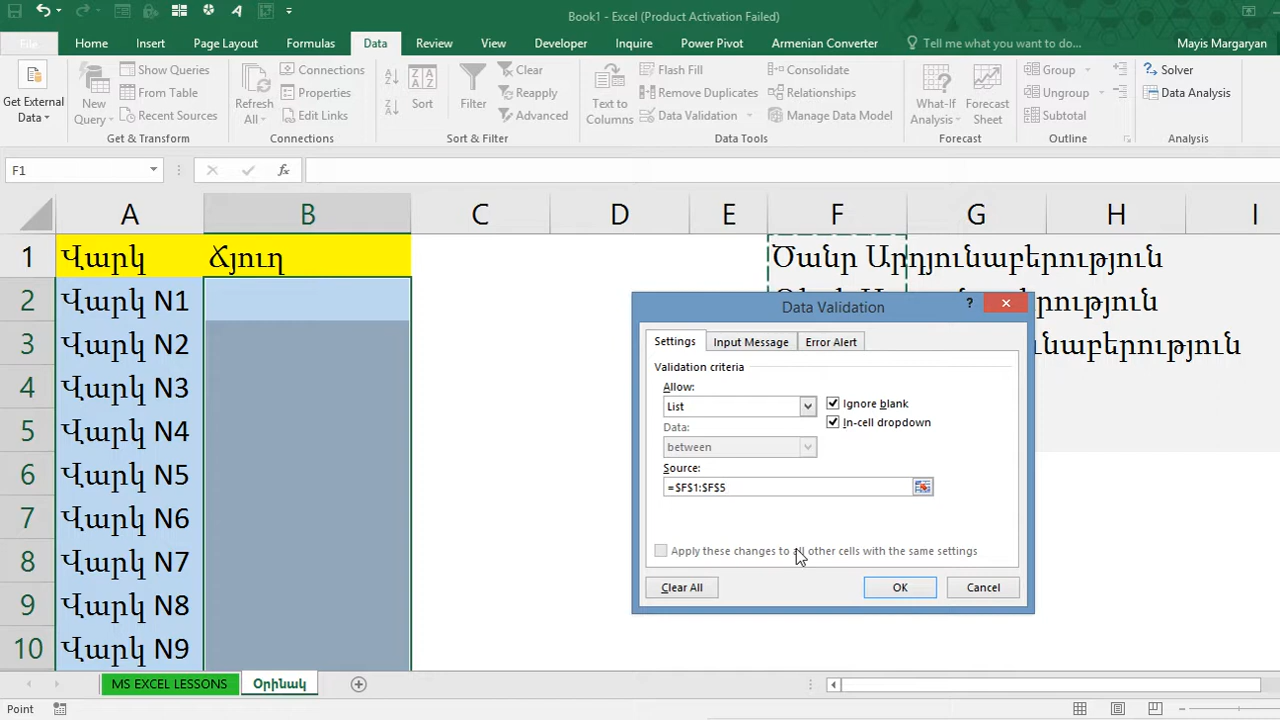 Book1 - Excel (Product Activation Failed)
File Home Insert Page Layout Formulas Data Review View Developer Inquire Power Pivot Armenian Converter Tell me what you want to do... Mayis Margaryan
Get External Data
New Query
Show Queries
From Table
Recent Sources
Get & Transform
Refresh All
Connections
Properties
Edit Links
Connections
Sort
Filter
Clear
Reapply
Advanced
Sort & Filter
Text to Columns
Flash Fill
Remove Duplicates
Data Validation
Consolidate
Relationships
Manage Data Model
Data Tools
What-If Analysis
Forecast Sheet
Forecast
Group
Ungroup
Subtotal
Outline
Solver
Data Analysis
Analysis
F1
A B C D E F G H I
1 Վարկ Ճյուղ Ծանր Արդյունաբերություն
2 Վարկ N1
3 Վարկ N2
4 Վարկ N3
5 Վարկ N4
6 Վարկ N5
7 Վարկ N6
8 Վարկ N7
9 Վարկ N8
10 Վարկ N9
Data Validation
Settings Input Message Error Alert
Validation criteria
Allow:
List
Ignore blank
In-cell dropdown
Data:
between
Source:
=$F$1:$F$5
Apply these changes to all other cells with the same settings
Clear All OK Cancel
MS EXCEL LESSONS Օրինակ
Point